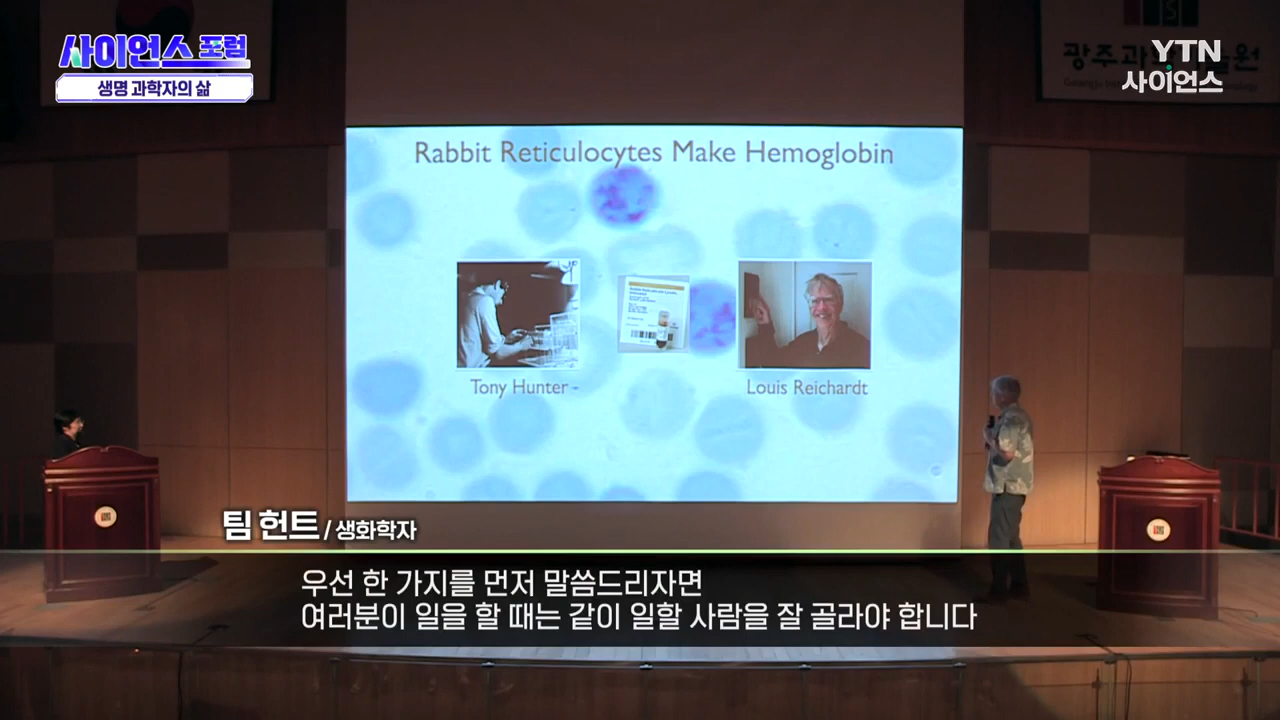 사이언스 포럼
생명 과학자의 삶
YTN
사이언스
Rabbit Reticulocytes Make Hemoglobin
Tony Hunter -
Louis Reichardt
팀 헌트 / 생화학자
우선 한 가지를 먼저 말씀드리자면
여러분이 일을 할 때는 같이 일할 사람을 잘 골라야 합니다